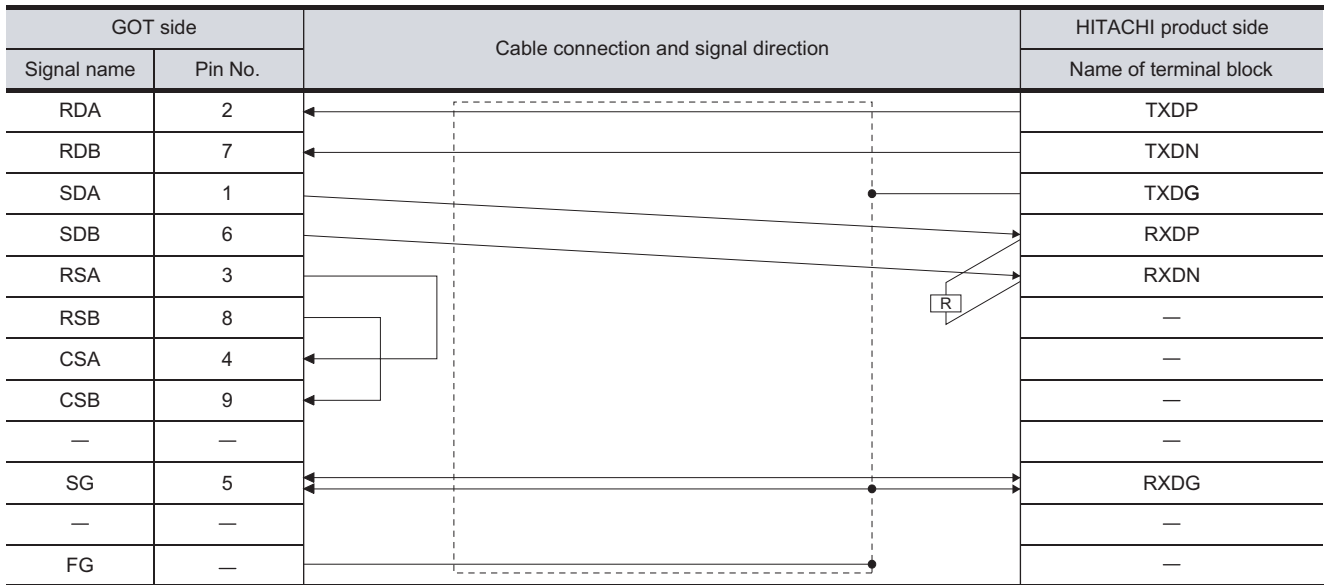 GOT side
Cable connection and signal direction
HITACHI product side
Signal name Pin No. Name of terminal block
RDA 2 TXDP
RDB 7 TXDN
SDA 1 TXDG
SDB 6 RXDP
RSA 3 RXDN
R
RSB 8 —
CSA 4 —
CSB 9 —
— — —
SG 5 RXDG
— — —
FG — —